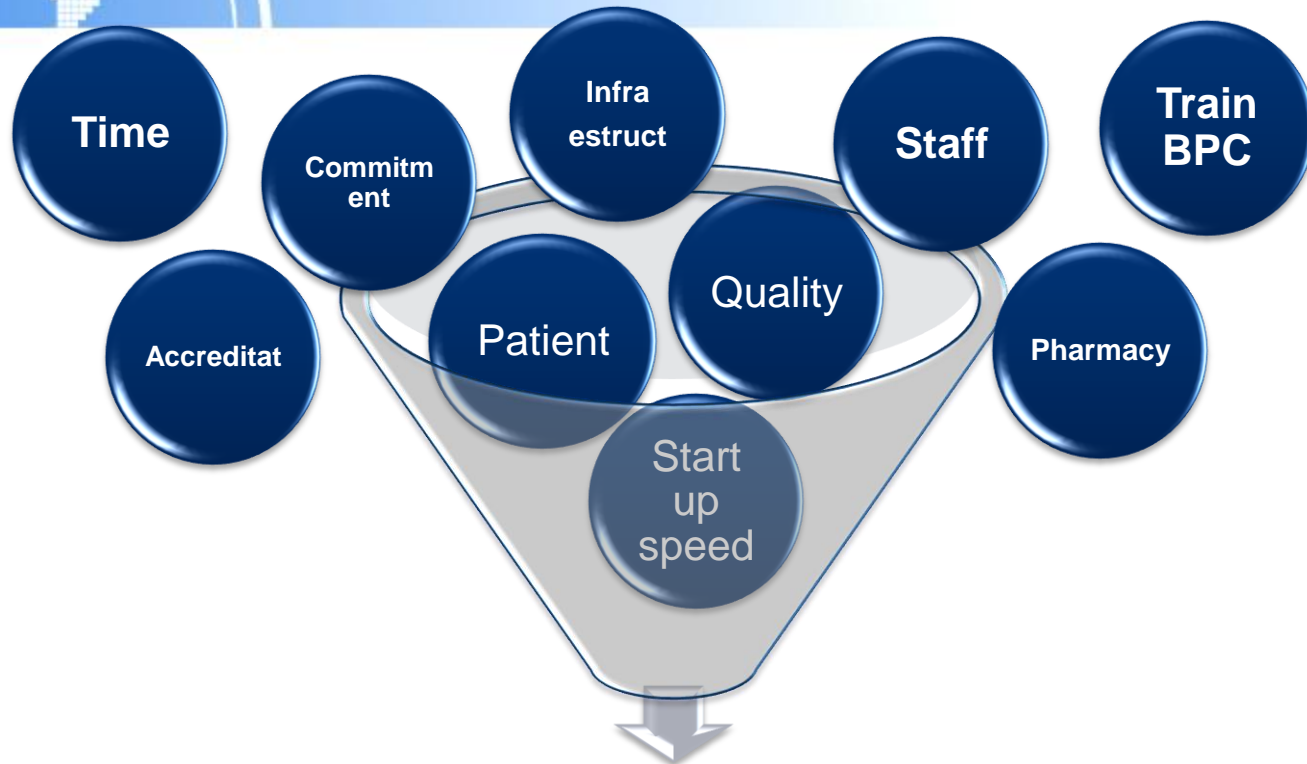 Time
Commitm
ent
Infra
estruct
Staff
Train
BPC
Accreditat
Patient
Quality
Pharmacy
Start
up
speed